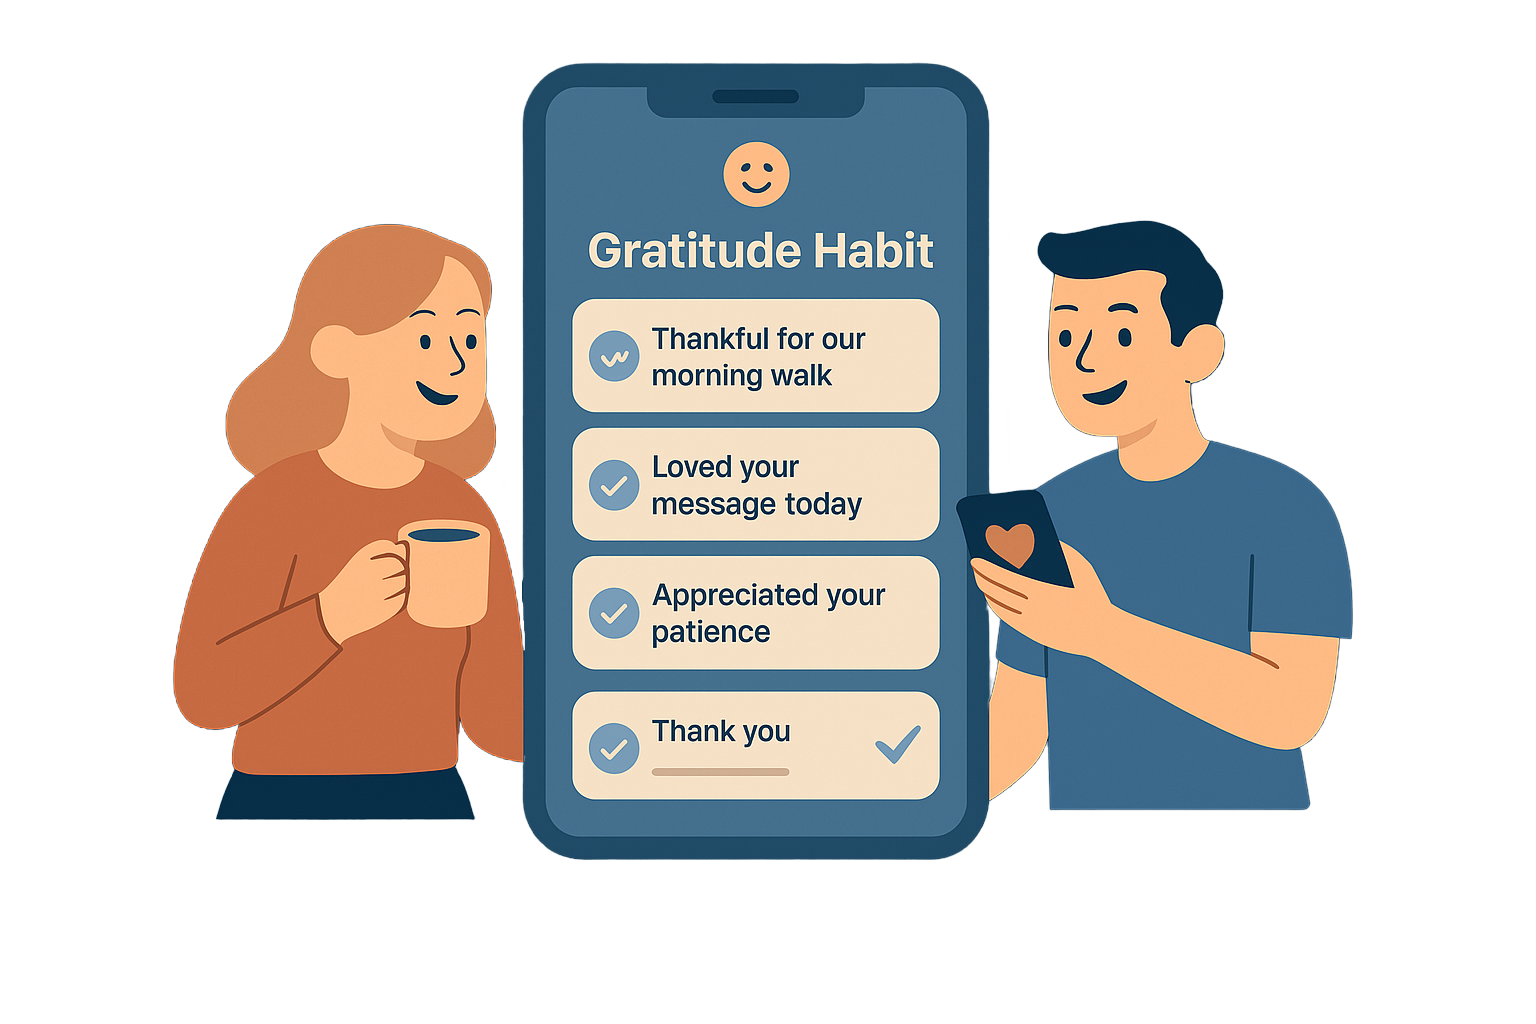 Gratitude Habit
Thankful for our
morning walk
Loved your
message today
Appreciated your
patience
Thank you